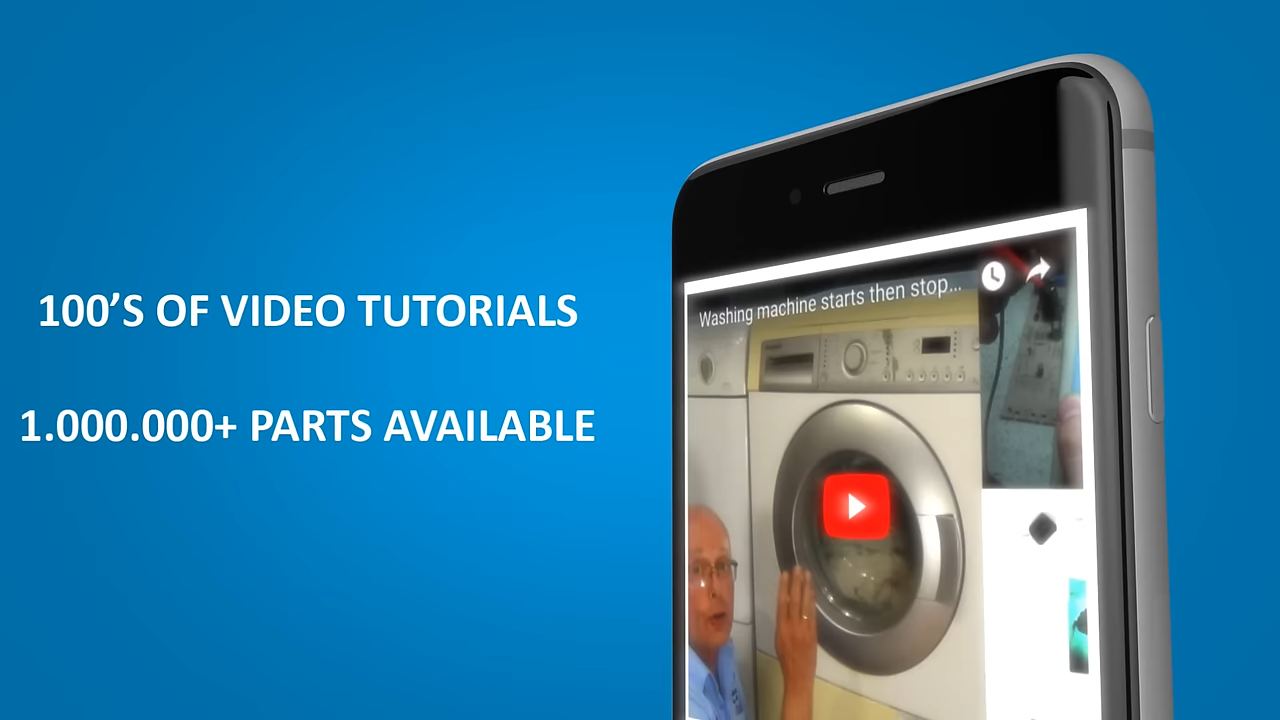 100’S OF VIDEO TUTORIALS
1.000.000+ PARTS AVAILABLE
Washing machine starts then stop...